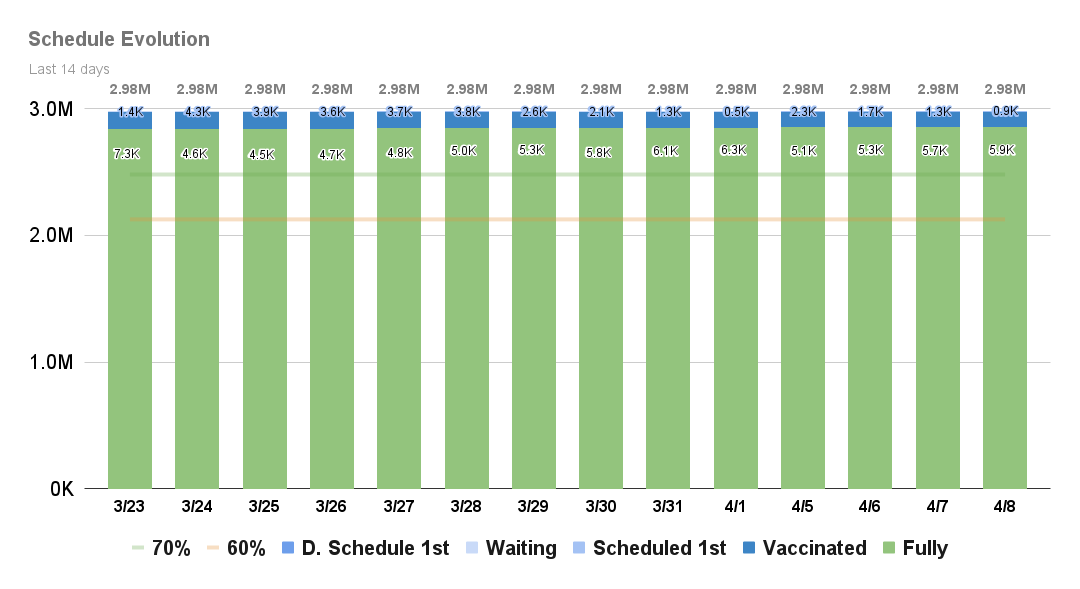 Schedule Evolution
Last 14 days
2.98M 2.98M 2.98M 2.98M 2.98M 2.98M 2.98M 2.98M 2.98M 2.98M 2.98M 2.98M 2.98M 2.98M
3.0M
1.4K 4.3K 3.9K 3.6K 3.7K 3.8K 2.6K 2.1K 1.3K 0.5K 2.3K 1.7K 1.3K 0.9K
7.3K 4.6K 4.5K 4.7K 4.8K 5.0K 5.3K 5.8K 6.1K 6.3K 5.1K 5.3K 5.7K 5.9K
2.0M
1.0M
0K
3/23 3/24 3/25 3/26 3/27 3/28 3/29 3/30 3/31 4/1 4/5 4/6 4/7 4/8
70% 60% D. Schedule 1st Waiting Scheduled 1st Vaccinated Fully